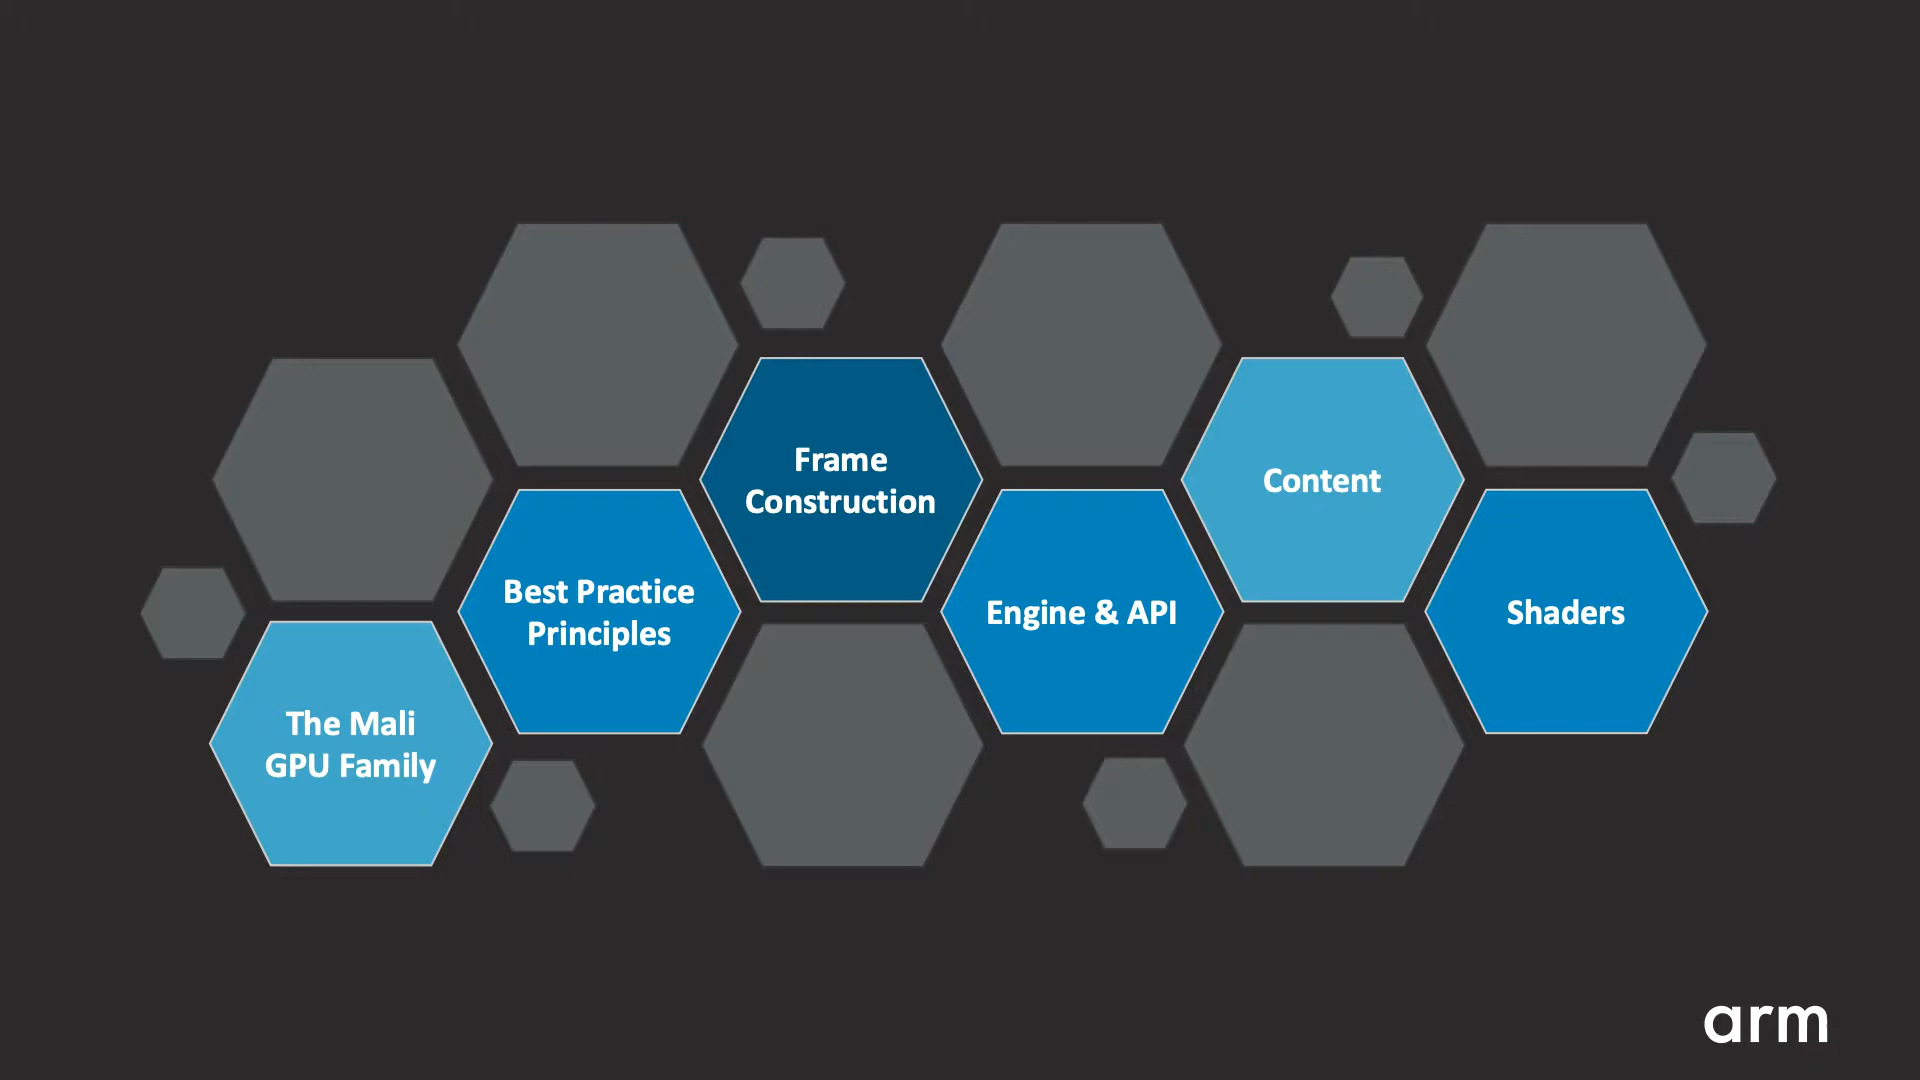 The Mali
GPU Family
Best Practice
Principles
Frame
Construction
Engine & API
Content
Shaders
arm